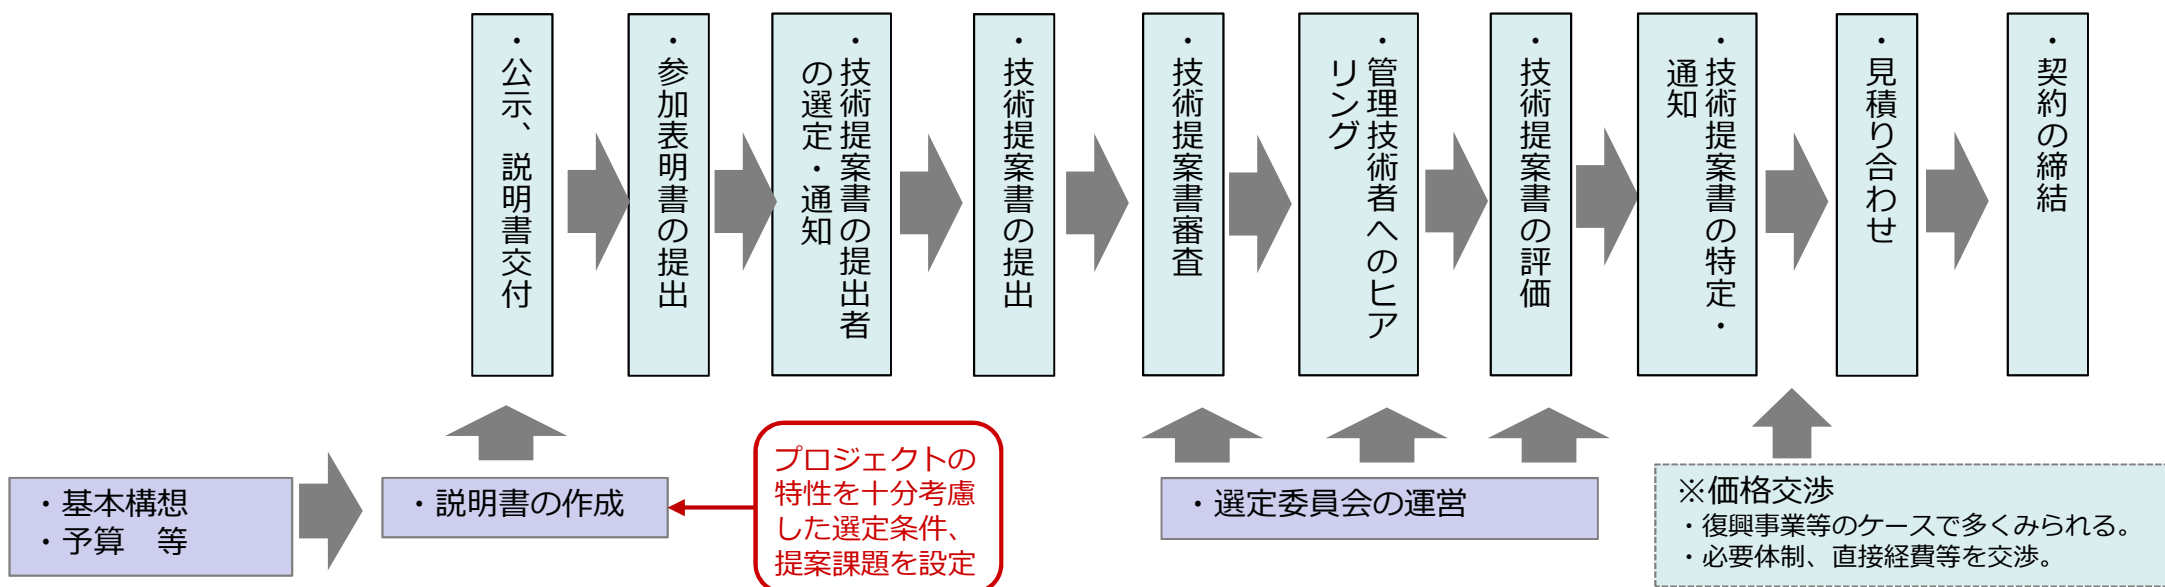 ・公示、説明書交付
・参加表明書の提出
・技術提案書の提出者
の選定・通知
・技術提案書の提出
・技術提案書審査
・管理技術者へのヒア
リング
・技術提案書の評価
・技術提案書の特定・
通知
・見積り合わせ
・契約の締結
・基本構想
・予算　等
・説明書の作成
プロジェクトの
特性を十分考慮
した選定条件、
提案課題を設定
・選定委員会の運営
※価格交渉
・復興事業等のケースで多くみられる。
・必要体制、直接経費等を交渉。